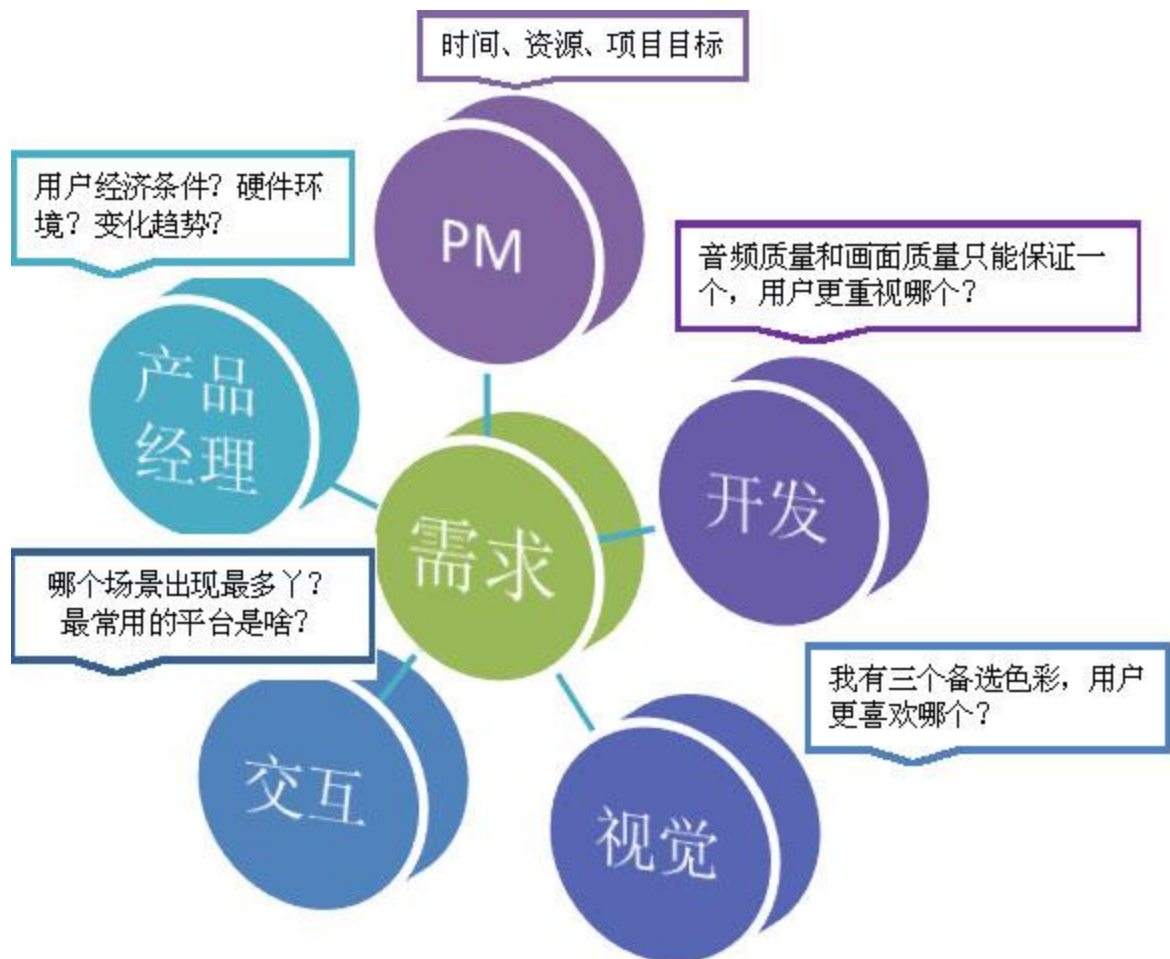 时间、资源、项目目标
PM
用户经济条件？硬件环
境？变化趋势？
产品
经理
音频质量和画面质量只能保证一
个，用户更重视哪个？
开发
需求
哪个场景出现最多丫？
最常用的平台是啥？
交互
我有三个备选色彩，用户
更喜欢哪个？
视觉